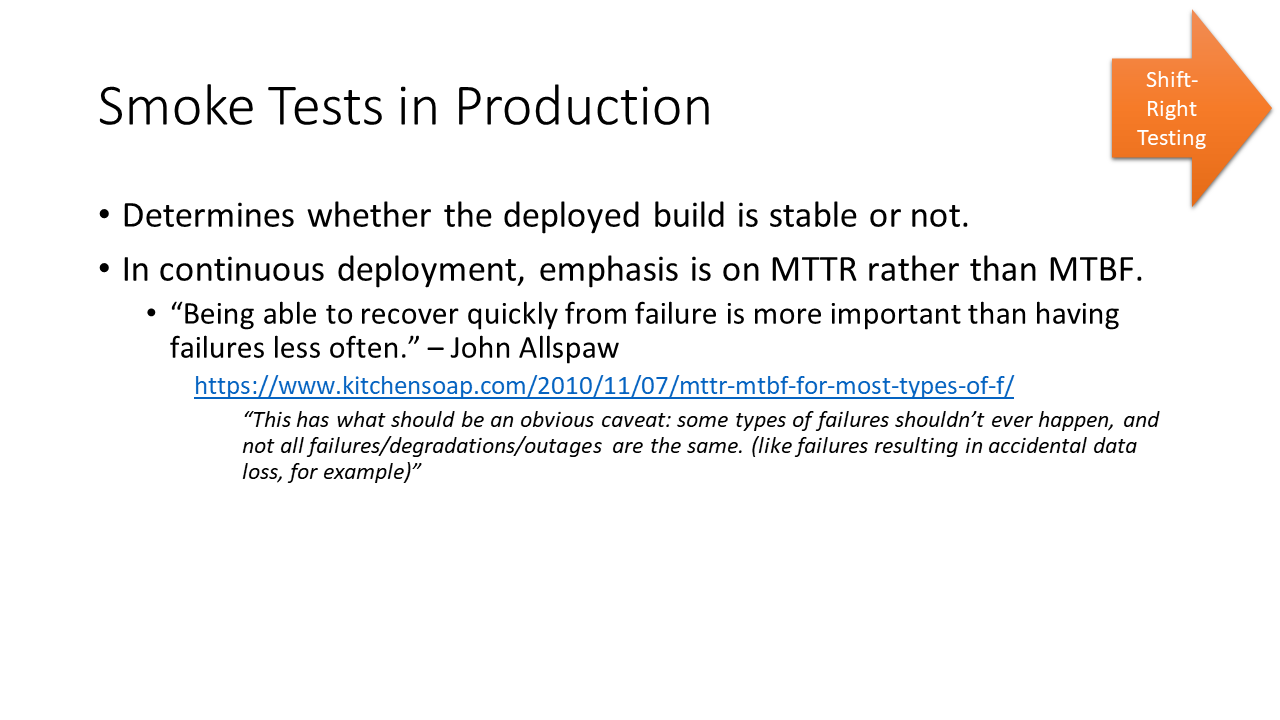 Smoke Tests in Production
Shift-
Right
Testing
• Determines whether the deployed build is stable or not.
• In continuous deployment, emphasis is on MTTR rather than MTBF.
• “Being able to recover quickly from failure is more important than having
failures less often.” – John Allspaw
https://www.kitchensoap.com/2010/11/07/mttr-mtbf-for-most-types-of-f/
“This has what should be an obvious caveat: some types of failures shouldn’t ever happen, and
not all failures/degradations/outages are the same. (like failures resulting in accidental data
loss, for example)”